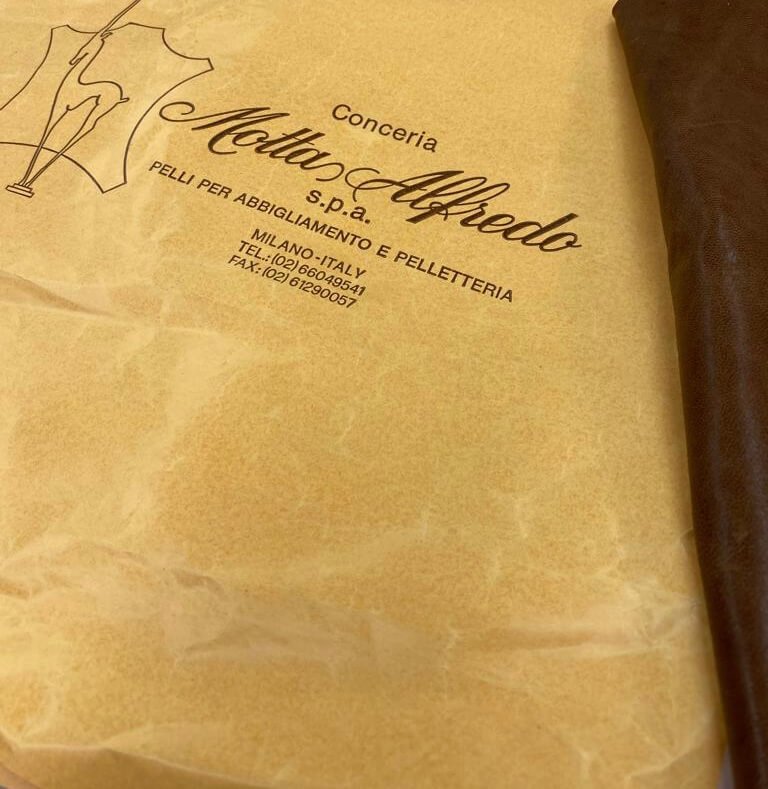 Conceria
Motta Alfredo
s.p.a.
PELLI PER ABBIGLIAMENTO E PELLETTERIA
MILANO-ITALY
TEL.: (02) 66049541
FAX: (02) 61290057